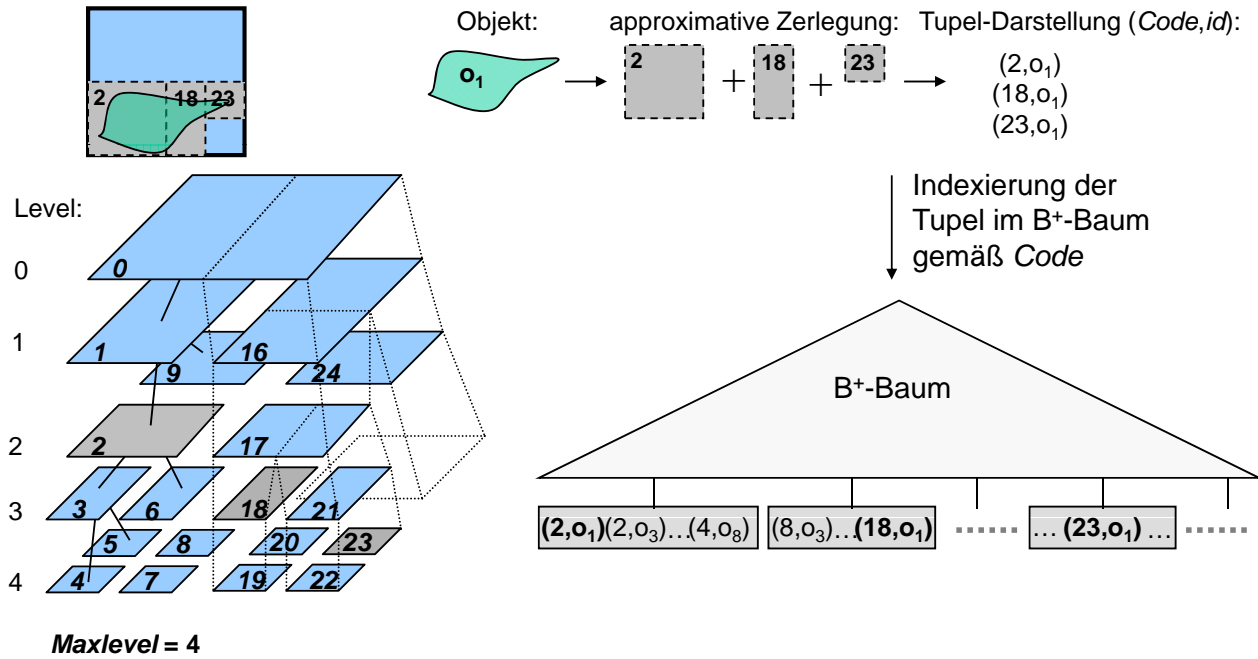 Objekt:
approximative Zerlegung:
Tupel-Darstellung (Code,id):
2 18 23
o1
2
+
18
+
23
(2,o1)
(18,o1)
(23,o1)
Indexierung der
Tupel im B+-Baum
gemäß Code
Level:
0
0
1
1
16
9
24
2
2
17
3
3
6
18
21
5
8
20
23
4
4
7
19
22
Maxlevel = 4
B+-Baum
(2,o1)(2,o3)…(4,o8)
(8,o3)…(18,o1)
… (23,o1) …